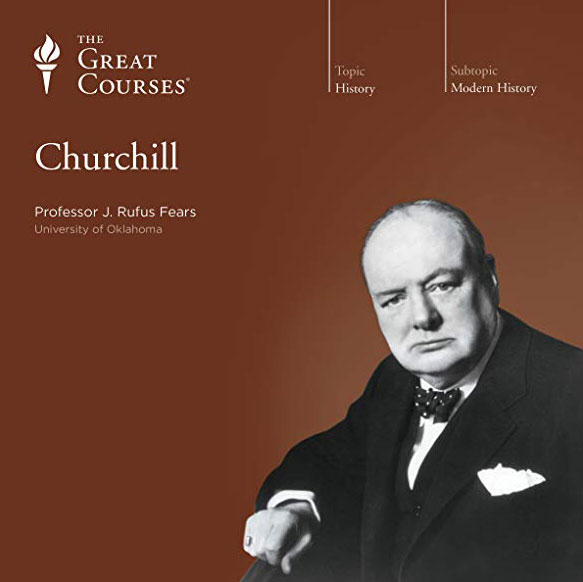 THE
GREAT
COURSES®
Topic
History
Subtopic
Modern History
Churchill
Professor J. Rufus Fears
University of Oklahoma